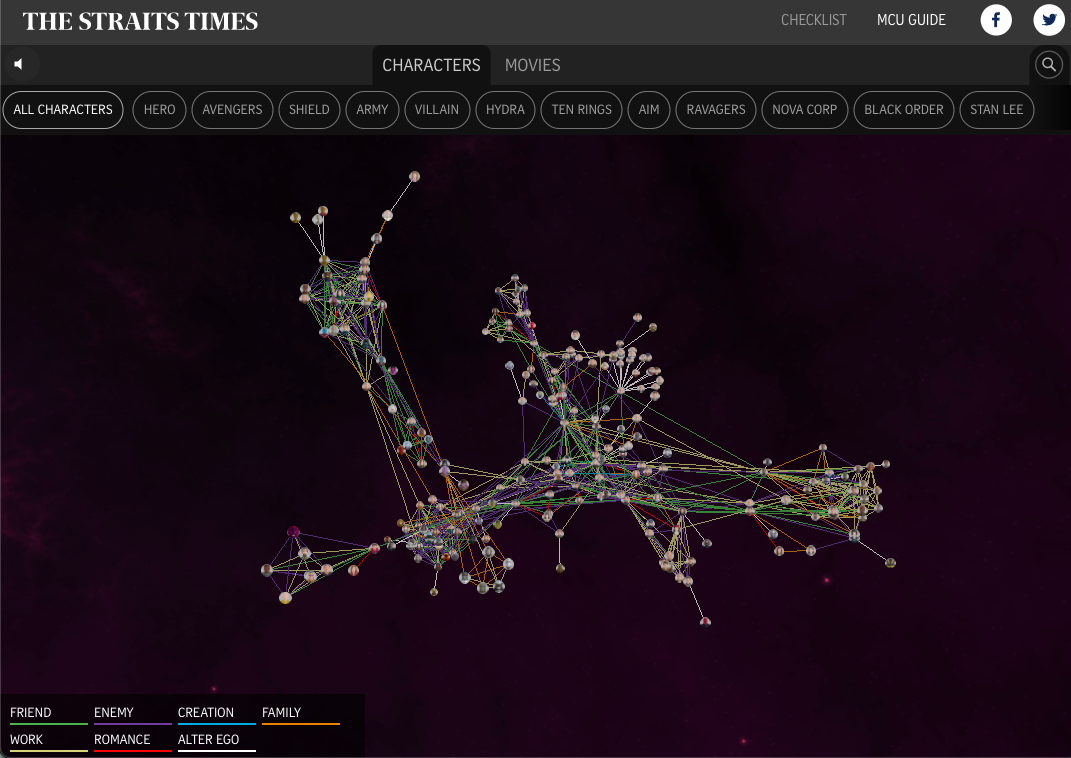 THE STRAITS TIMES
CHECKLIST MCU GUIDE
CHARACTERS MOVIES
ALL CHARACTERS HERO AVENGERS SHIELD ARMY VILLAIN HYDRA TEN RINGS AIM RAVAGERS NOVA CORP BLACK ORDER STAN LEE
FRIEND ENEMY CREATION FAMILY
WORK ROMANCE ALTER EGO